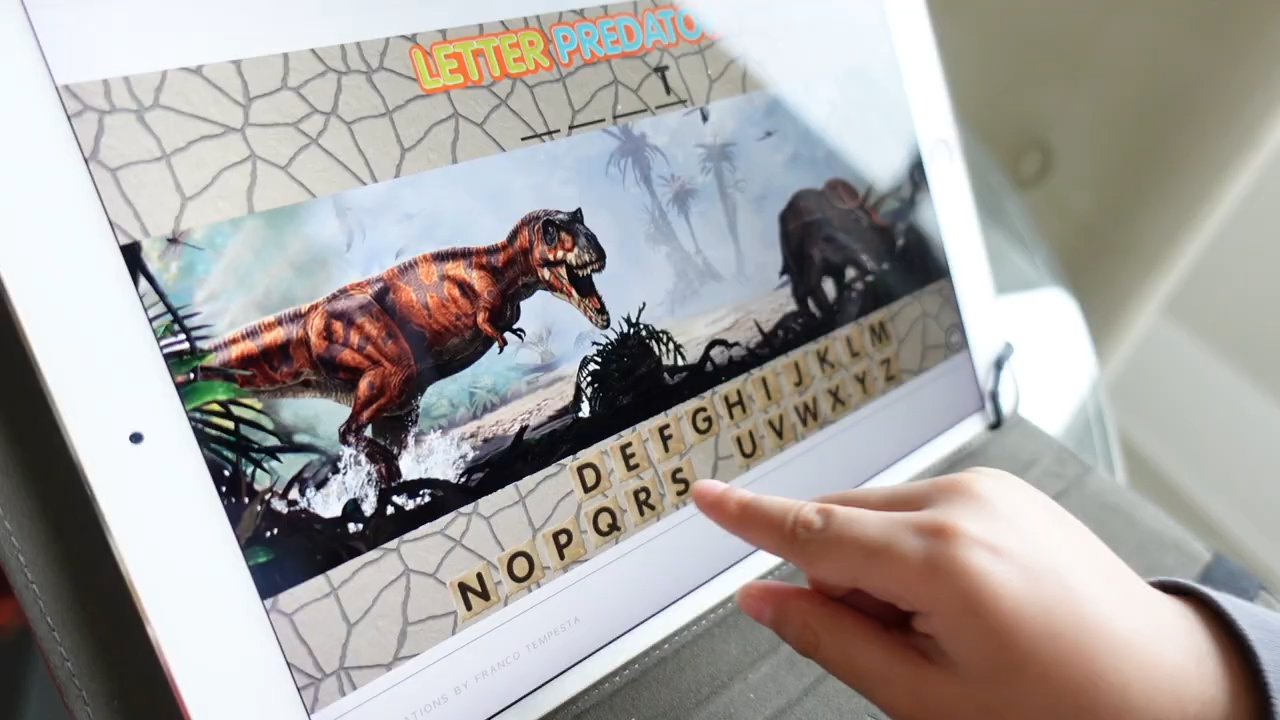 LETTER PREDATO
T
D E F G H I J K L M
N O P Q R S U V W X Y Z
ATIONS BY FRANCO TEMPESTA